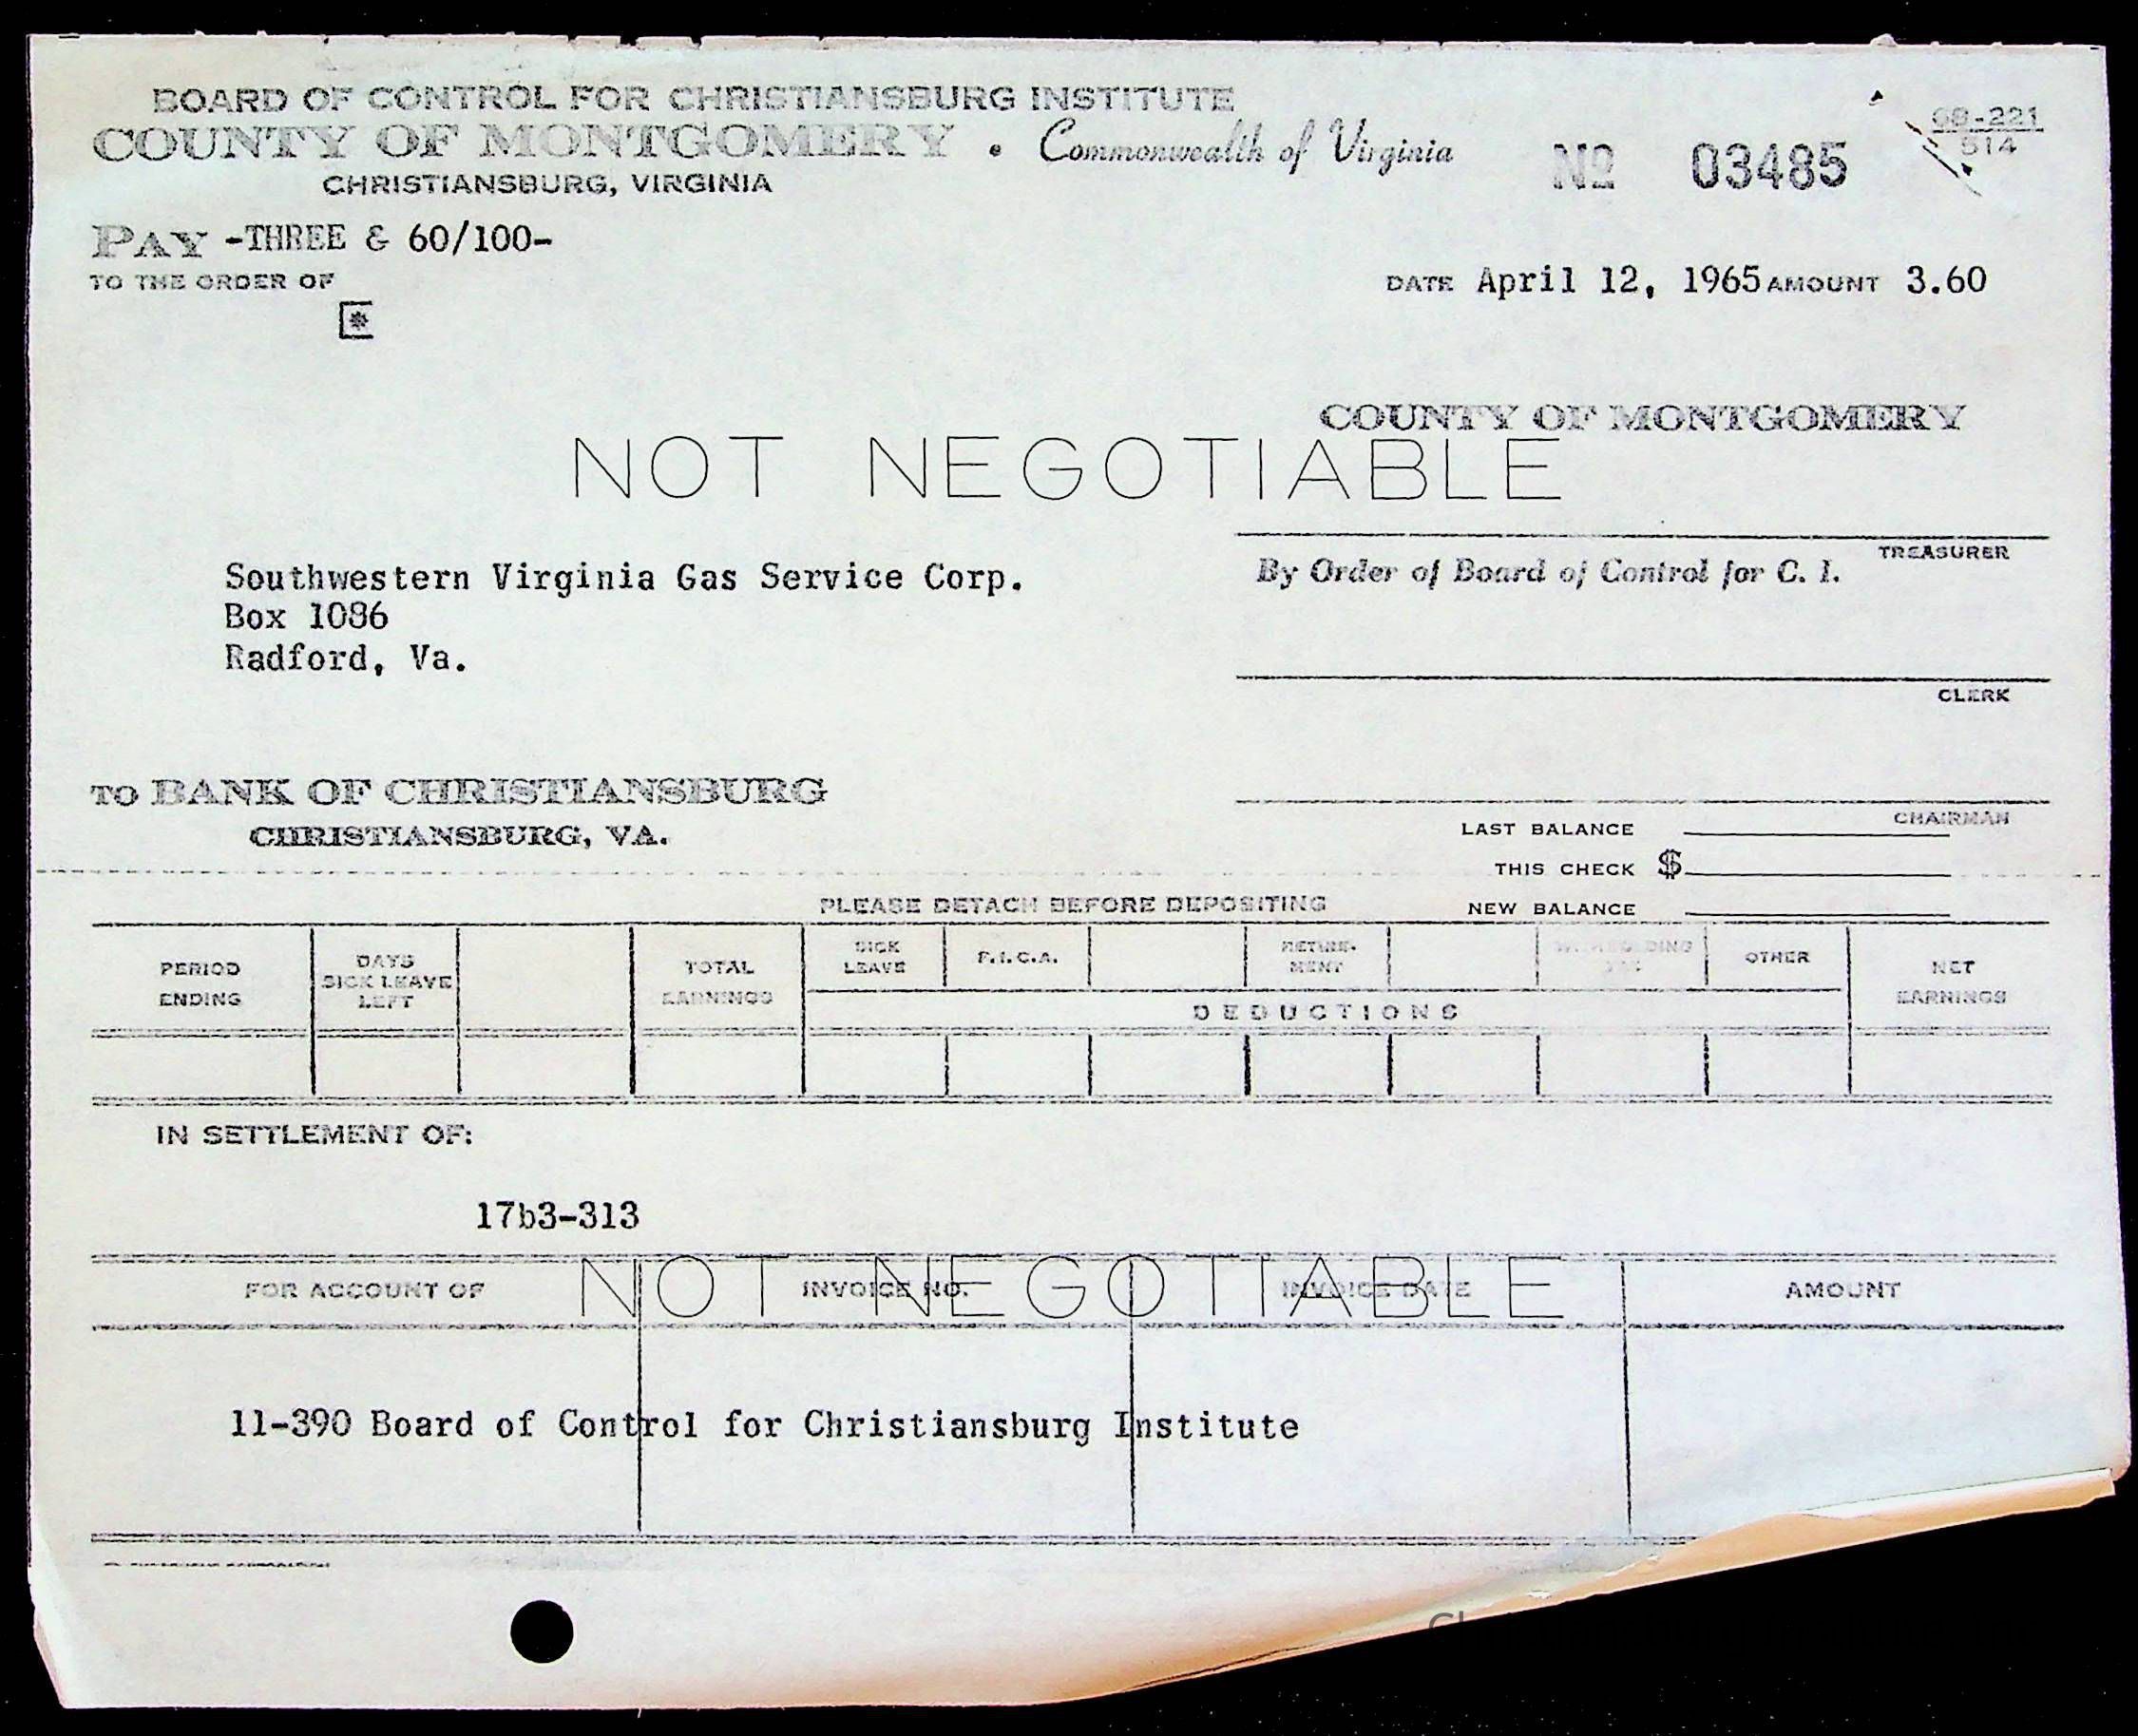 BOARD OF CONTROL FOR CHRISTIANSBURG INSTITUTE
COUNTY OF MONTGOMERY • Commonwealth of Virginia
CHRISTIANSBURG, VIRGINIA
No 03485
68-221
514
PAY -THREE & 60/100-
TO THE ORDER OF
DATE April 12, 1965 AMOUNT 3.60
COUNTY OF MONTGOMERY
NOT NEGOTIABLE
TREASURER
Southwestern Virginia Gas Service Corp.
Box 1086
Radford, Va.
By Order of Board of Control for C. I.
CLERK
TO BANK OF CHRISTIANSBURG
CHRISTIANSBURG, VA.
CHAIRMAN
LAST BALANCE
THIS CHECK $
NEW BALANCE
PLEASE DETACH BEFORE DEPOSITING
PERIOD ENDING
DAYS SICK LEAVE LEFT
TOTAL EARNINGS
SICK LEAVE
F.I.C.A.
RETIRE-MENT
WITHHOLDING
OTHER
NET EARNINGS
DEDUCTIONS
IN SETTLEMENT OF:
17b3-313
NOT NEGOTIABLE
FOR ACCOUNT OF INVOICE NO. INVOICE DATE AMOUNT
11-390 Board of Control for Christiansburg Institute